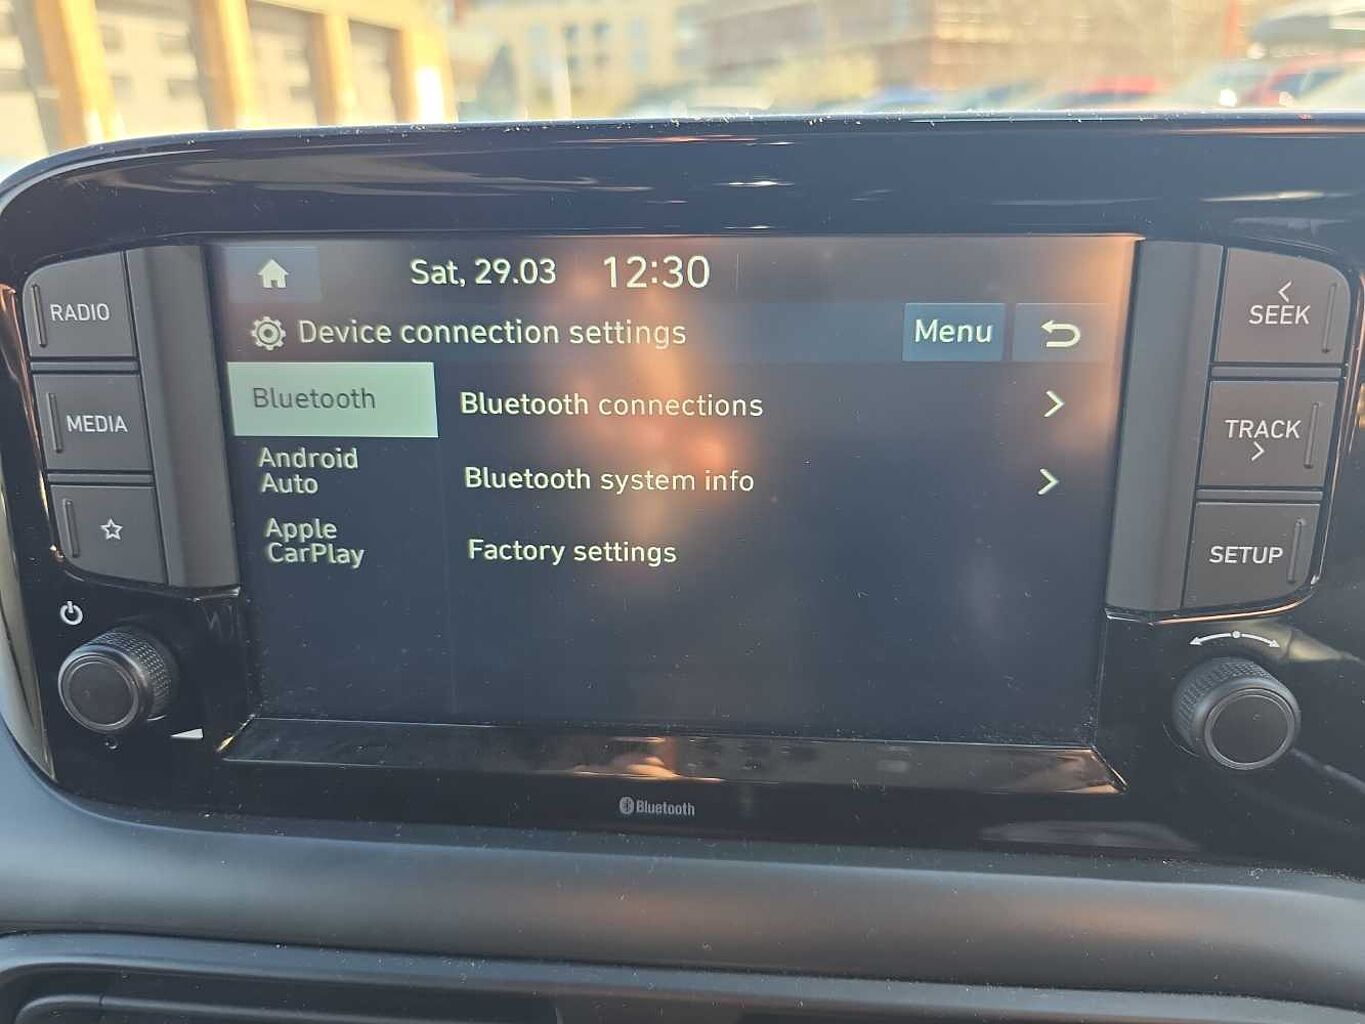 Sat, 29.03 12:30
RADIO
MEDIA
Device connection settings Menu
Bluetooth
Bluetooth connections
Android
Auto
Bluetooth system info
Apple
CarPlay
Factory settings
SEEK
TRACK
SETUP
Bluetooth